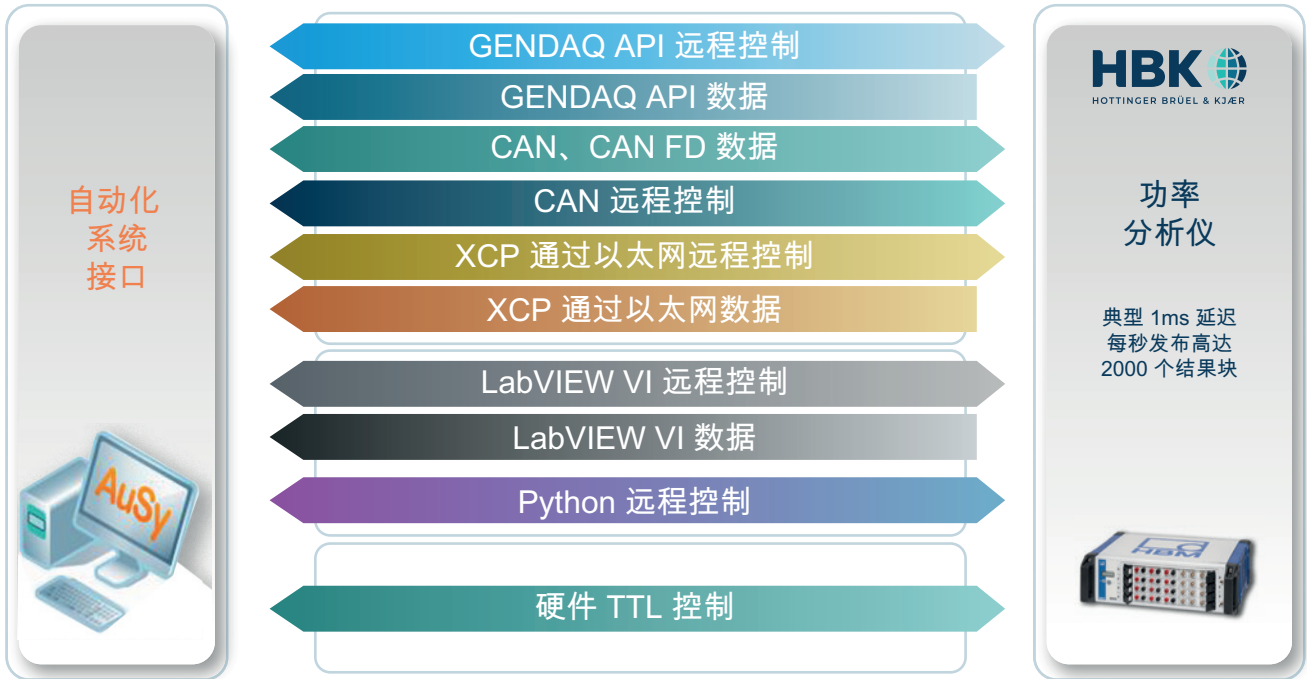 自动化
系统
接口
AuSy
GENDAQ API 远程控制
GENDAQ API 数据
CAN、CAN FD 数据
CAN 远程控制
XCP 通过以太网远程控制
XCP 通过以太网数据
LabVIEW VI 远程控制
LabVIEW VI 数据
Python 远程控制
硬件 TTL 控制
HBK
HOTTINGER BRÜEL & KJÆR
功率
分析仪
典型 1ms 延迟
每秒发布高达
2000 个结果块
HBM